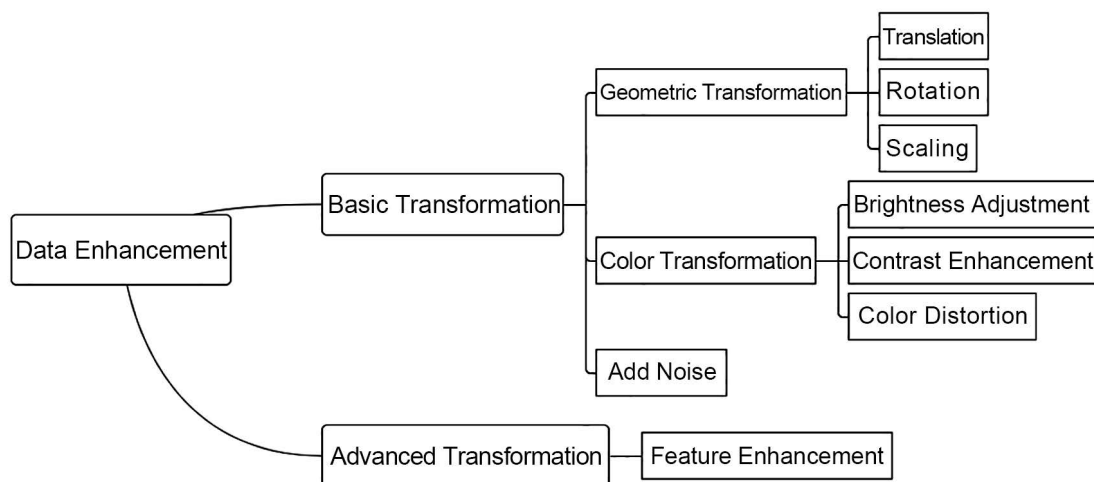 Data Enhancement
Basic Transformation
Geometric Transformation
Translation
Rotation
Scaling
Color Transformation
Brightness Adjustment
Contrast Enhancement
Color Distortion
Add Noise
Advanced Transformation
Feature Enhancement